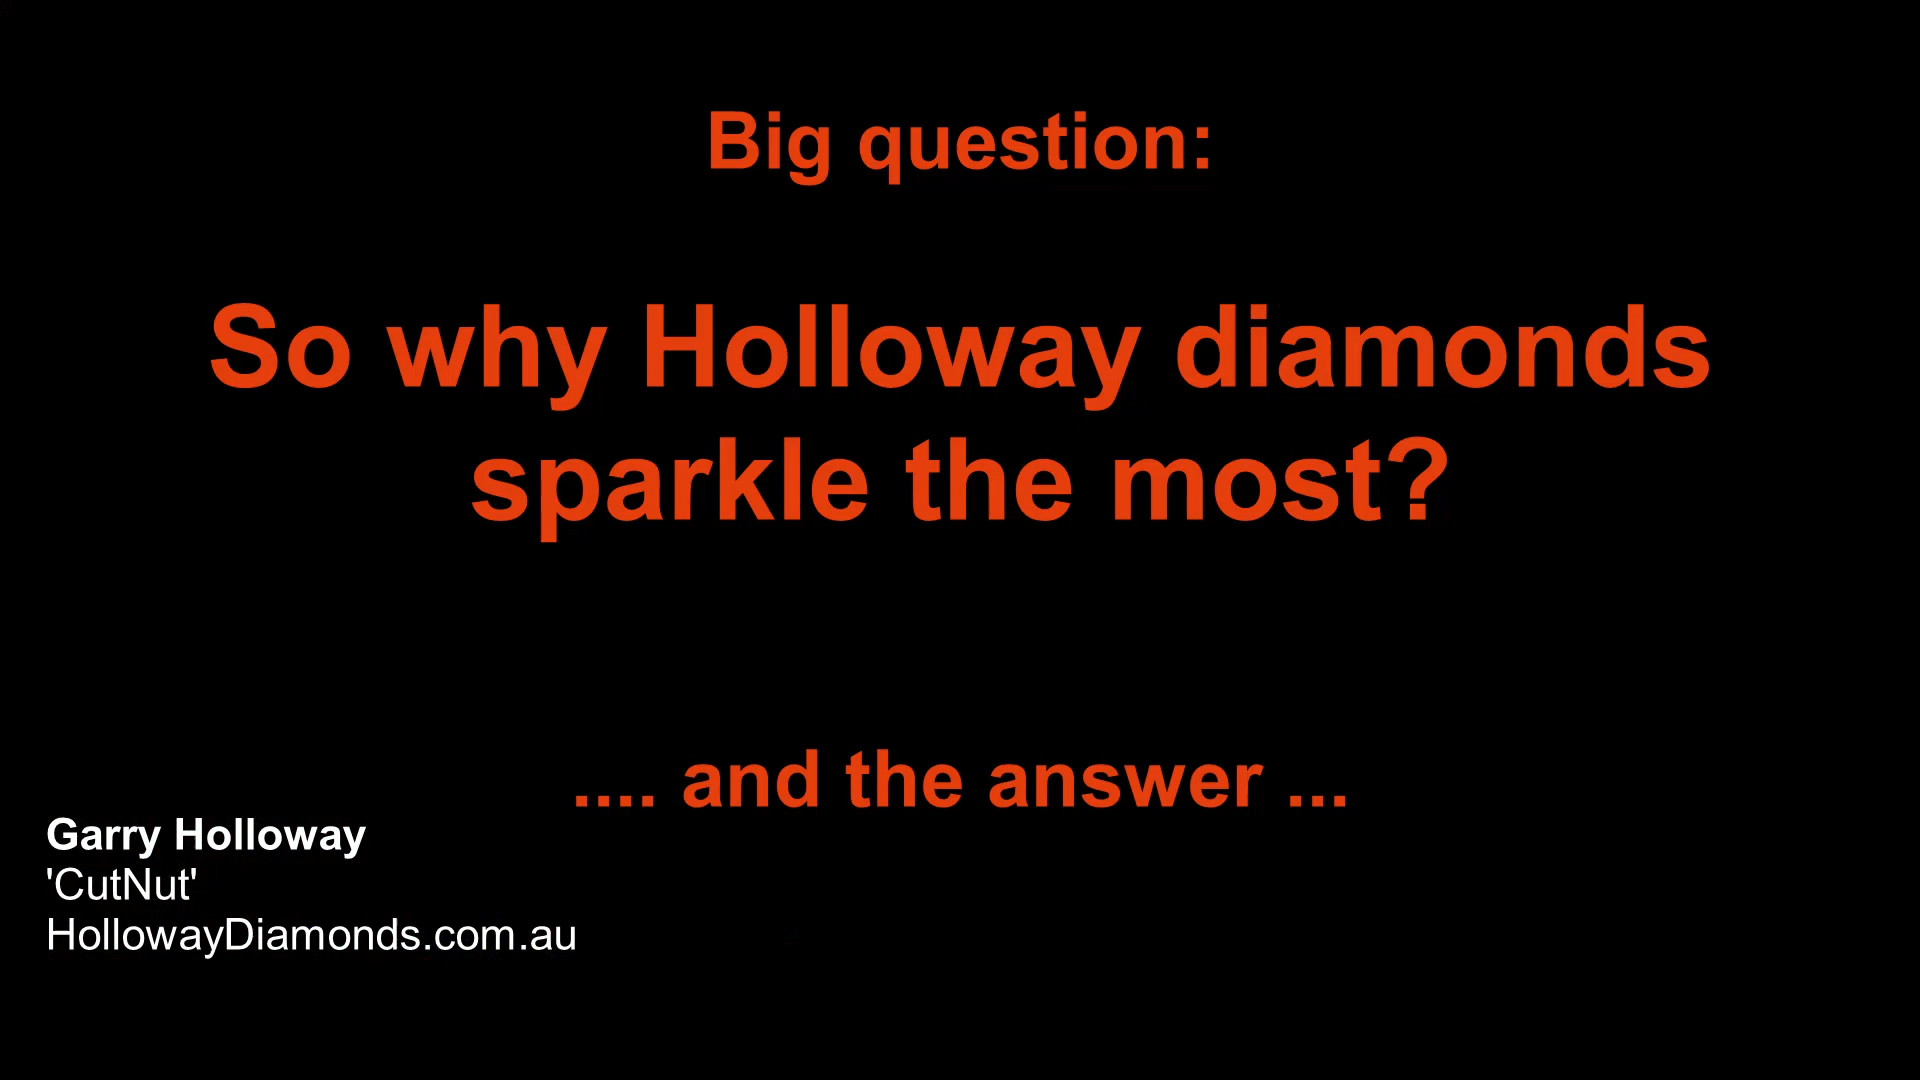 Big question:
So why Holloway diamonds
sparkle the most?
.... and the answer ...
Garry Holloway
'CutNut'
HollowayDiamonds.com.au